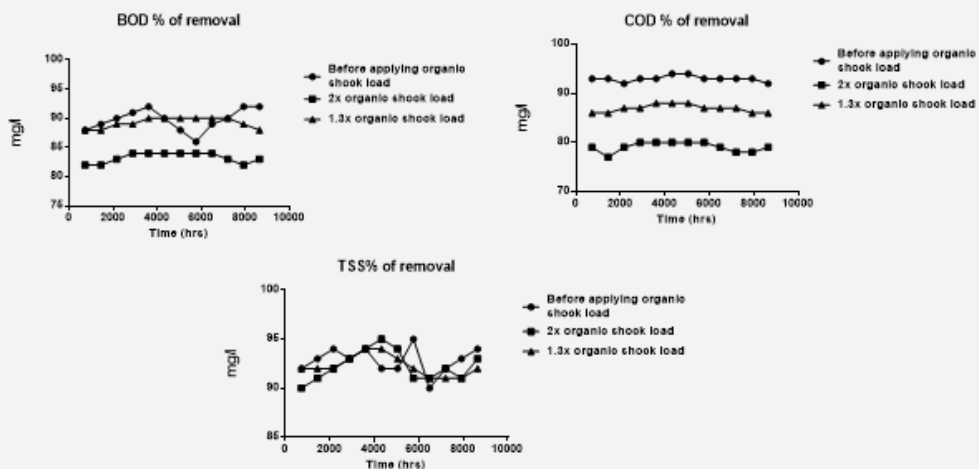 BOD % of removal
100
95
90
85
80
75
mg/l
0
2000
4000
6000
8000
10000
Time (hrs)
Before applying organic
shook load
2x organic shook load
1.3x organic shook load
COD % of removal
100
90
80
70
mg/l
0
2000
4000
6000
8000
10000
Time (hrs)
Before applying organic
shook load
2x organic shook load
1.3x organic shook load
TSS% of removal
100
95
90
85
mg/l
0
2000
4000
6000
8000
10000
Time (hrs)
Before applying organic
shook load
2x organic shook load
1.3x organic shook load